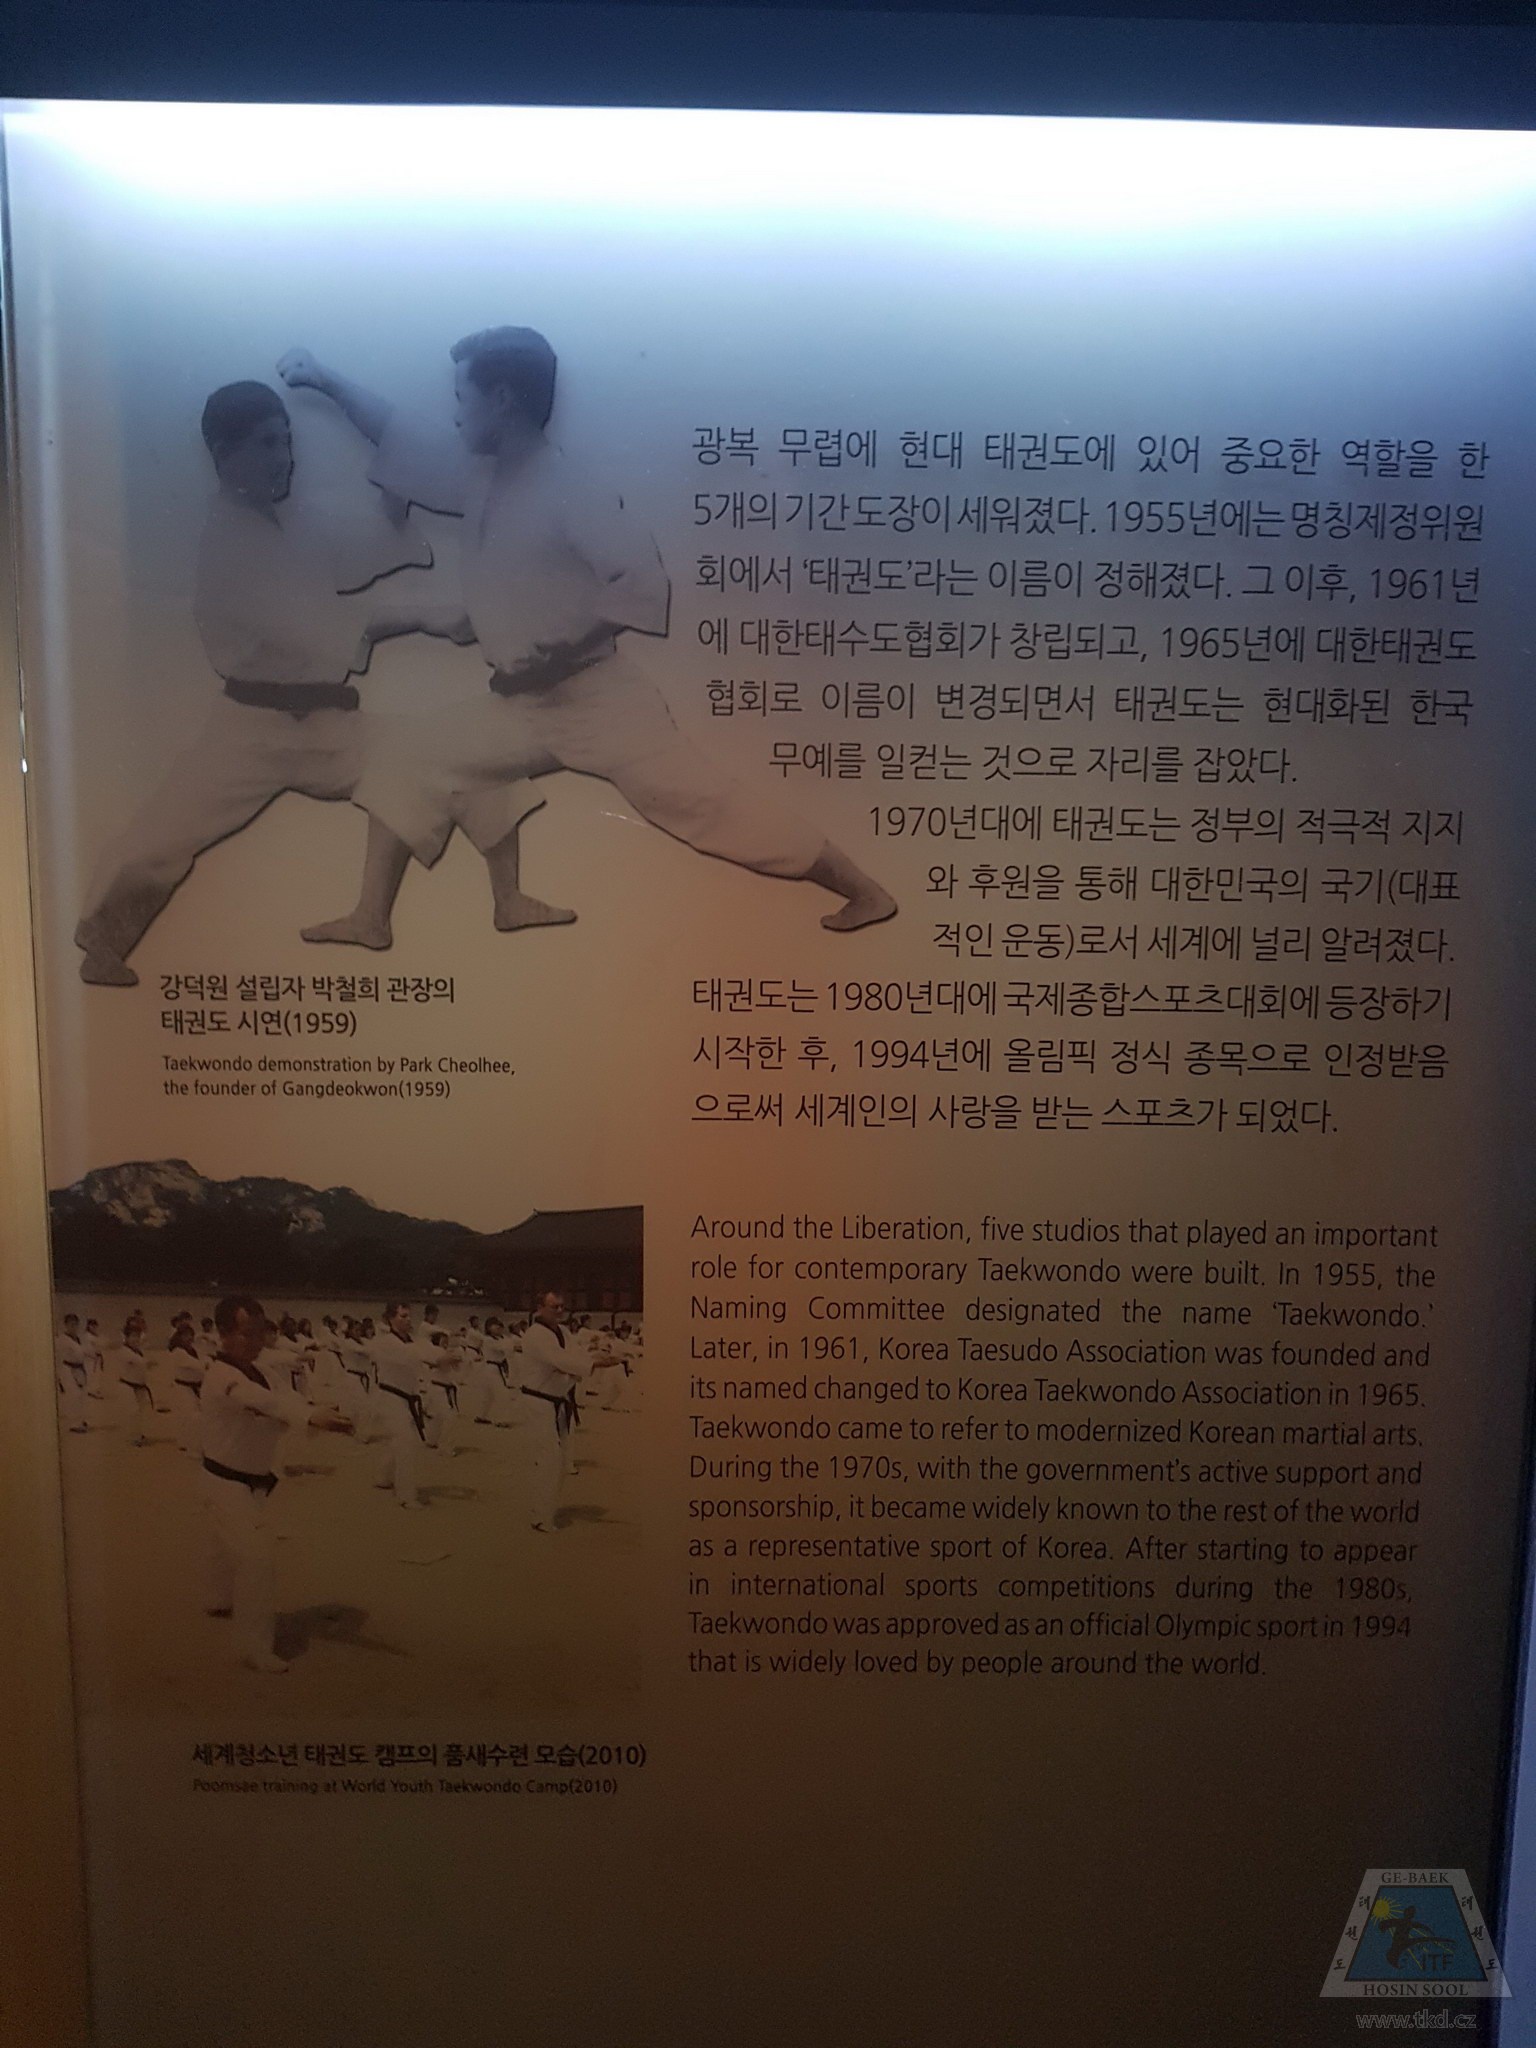 광복 무렵에 현대 태권도에 있어 중요한 역할을 한
5개의 기간 도장이 세워졌다. 1955년에는 명칭제정위원
회에서 ‘태권도’라는 이름이 정해졌다. 그 이후, 1961년
에 대한태수도협회가 창립되고, 1965년에 대한태권도
협회로 이름이 변경되면서 태권도는 현대화된 한국
무예를 일컫는 것으로 자리를 잡았다.
1970년대에 태권도는 정부의 적극적 지지
와 후원을 통해 대한민국의 국기(대표
적인 운동)로서 세계에 널리 알려졌다.
태권도는 1980년대에 국제종합스포츠대회에 등장하기
시작한 후, 1994년에 올림픽 정식 종목으로 인정받음
으로써 세계인의 사랑을 받는 스포츠가 되었다.
강덕원 설립자 박철희 관장의
태권도 시연(1959)
Taekwondo demonstration by Park Cheolhee,
the founder of Gangdeokwon(1959)
Around the Liberation, five studios that played an important
role for contemporary Taekwondo were built. In 1955, the
Naming Committee designated the name ‘Taekwondo.’
Later, in 1961, Korea Taesudo Association was founded and
its named changed to Korea Taekwondo Association in 1965.
Taekwondo came to refer to modernized Korean martial arts.
During the 1970s, with the government's active support and
sponsorship, it became widely known to the rest of the world
as a representative sport of Korea. After starting to appear
in international sports competitions during the 1980s,
Taekwondo was approved as an official Olympic sport in 1994
that is widely loved by people around the world.
세계청소년 태권도 캠프의 품새수련 모습(2010)
Poomsae training at World Youth Taekwondo Camp(2010)
GE-BAEK
태권도
태권도
ITF
HOSIN SOOL
www.tkd.cz